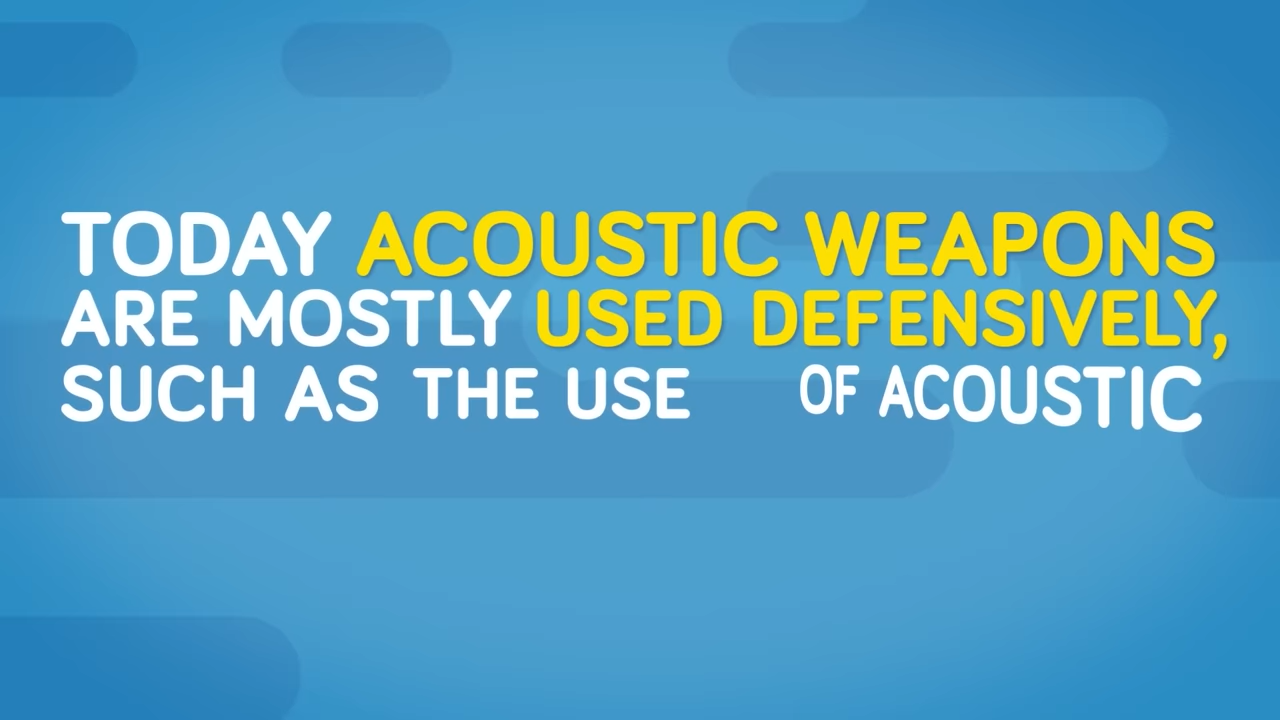 TODAY ACOUSTIC WEAPONS
ARE MOSTLY USED DEFENSIVELY,
SUCH AS THE USE OF ACOUSTIC